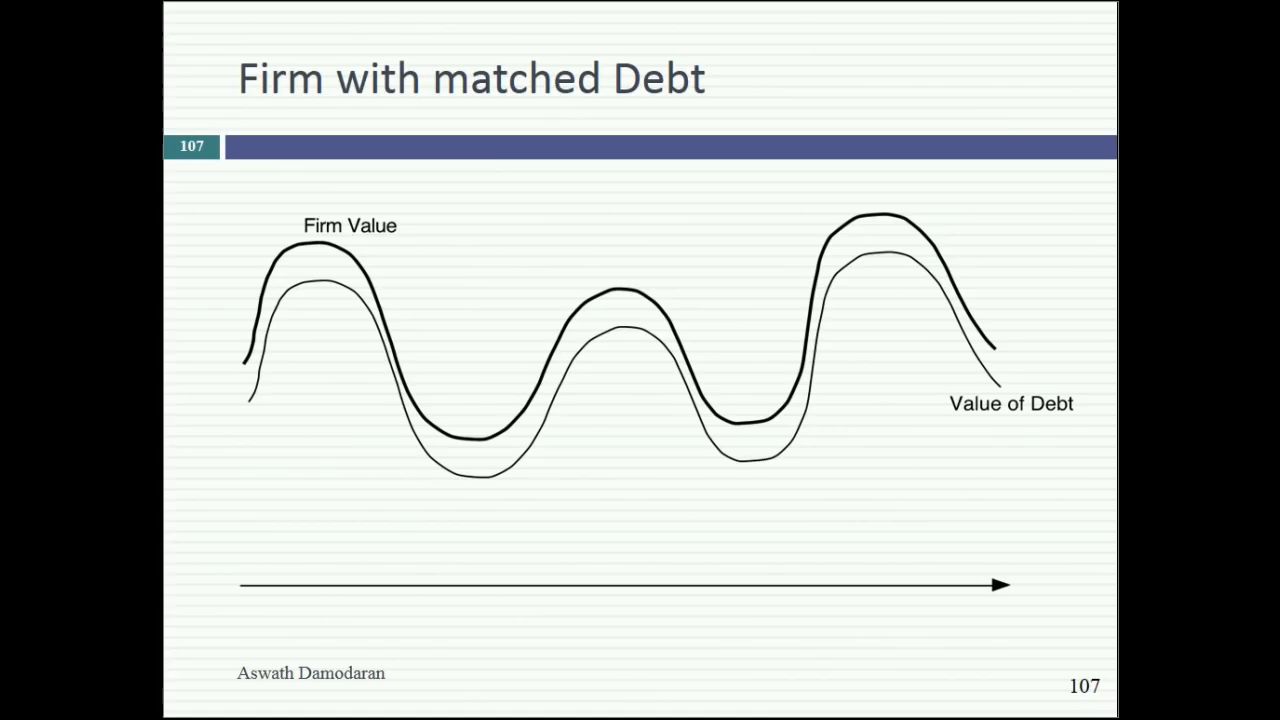 Firm with matched Debt
107
Firm Value
Value of Debt
Aswath Damodaran
107